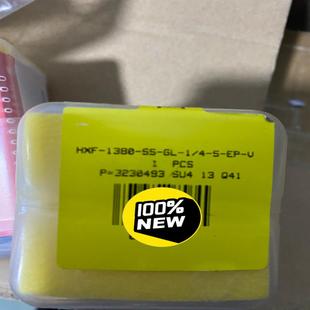 HXF-1380-SS-GL-1/4-S-EP-V
1 PCS
P=3230493 SU4 13 Q41
100%
NEW